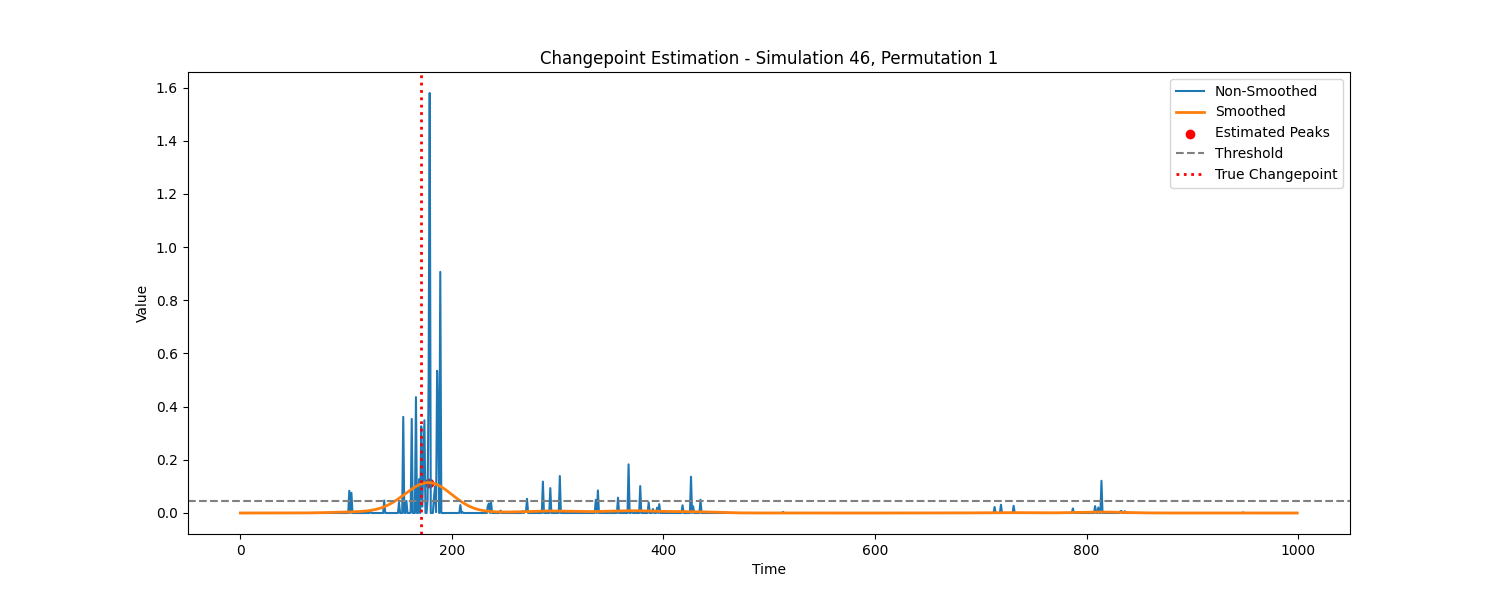 Changepoint Estimation - Simulation 46, Permutation 1
Non-Smoothed
Smoothed
Estimated Peaks
Threshold
True Changepoint
Value
1.6
1.4
1.2
1.0
0.8
0.6
0.4
0.2
0.0
0
200
400
600
800
1000
Time